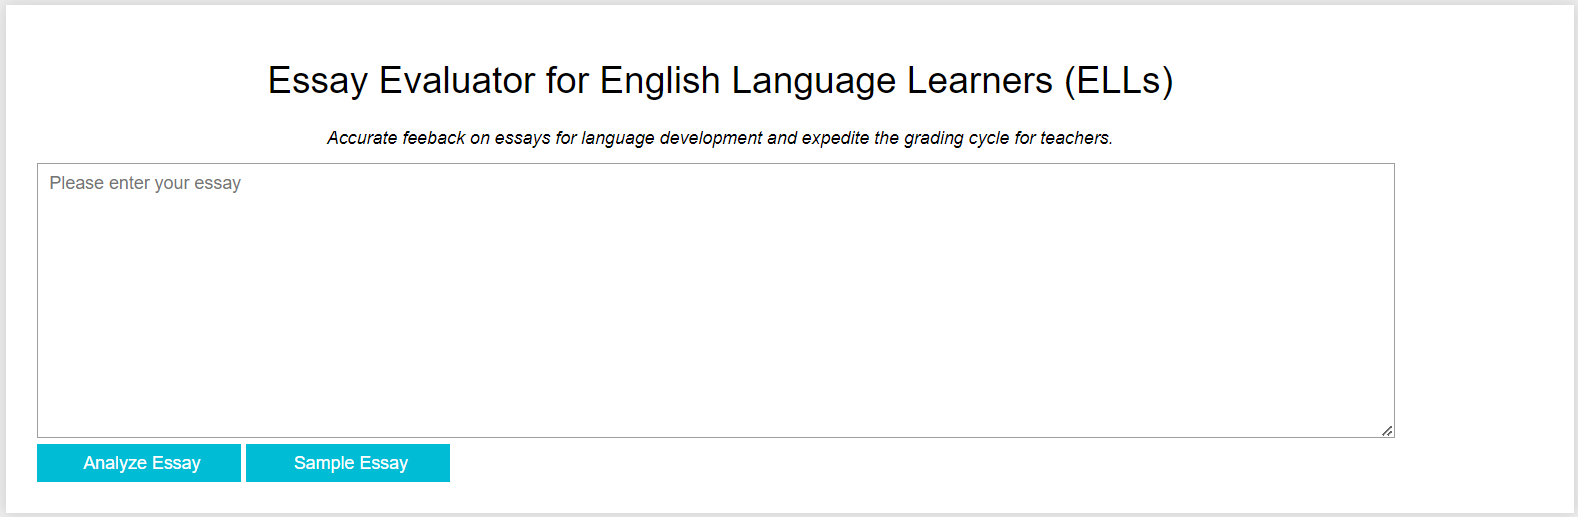 Essay Evaluator for English Language Learners (ELLs)
Accurate feeback on essays for language development and expedite the grading cycle for teachers.
Please enter your essay
Analyze Essay
Sample Essay